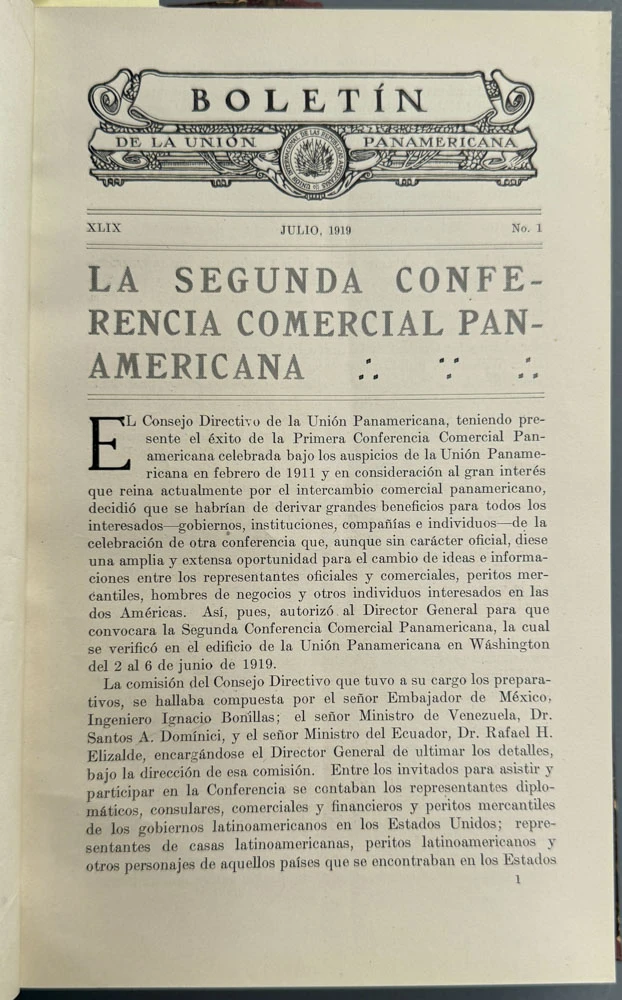 BOLETÍN
DE LA UNIÓN PANAMERICANA
XLIX JULIO, 1919 No. 1
LA SEGUNDA CONFE-
RENCIA COMERCIAL PAN-
AMERICANA
EL Consejo Directivo de la Unión Panamericana, teniendo pre-
sente el éxito de la Primera Conferencia Comercial Pan-
americana celebrada bajo los auspicios de la Unión Paname-
ricana en febrero de 1911 y en consideración al gran interés
que reina actualmente por el intercambio comercial panamericano,
decidió que se habrían de derivar grandes beneficios para todos los
interesados—gobiernos, instituciones, compañías e individuos—de la
celebración de otra conferencia que, aunque sin carácter oficial, diese
una amplia y extensa oportunidad para el cambio de ideas e informa-
ciones entre los representantes oficiales y comerciales, peritos mer-
cantiles, hombres de negocios y otros individuos interesados en las
dos Américas. Así, pues, autorizó al Director General para que
convocara la Segunda Conferencia Comercial Panamericana, la cual
se verificó en el edificio de la Unión Panamericana en Wáshington
del 2 al 6 de junio de 1919.
La comisión del Consejo Directivo que tuvo a su cargo los prepara-
tivos, se hallaba compuesta por el señor Embajador de México,
Ingeniero Ignacio Bonillas; el señor Ministro de Venezuela, Dr.
Santos A. Domínici, y el señor Ministro del Ecuador, Dr. Rafael H.
Elizalde, encargándose el Director General de ultimar los detalles,
bajo la dirección de esa comisión. Entre los invitados para asistir y
participar en la Conferencia se contaban los representantes diplo-
máticos, consulares, comerciales y financieros y peritos mercantiles
de los gobiernos latinoamericanos en los Estados Unidos; repre-
sentantes de casas latinoamericanas, peritos latinoamericanos y
otros personajes de aquellos países que se encontraban en los Estados
1